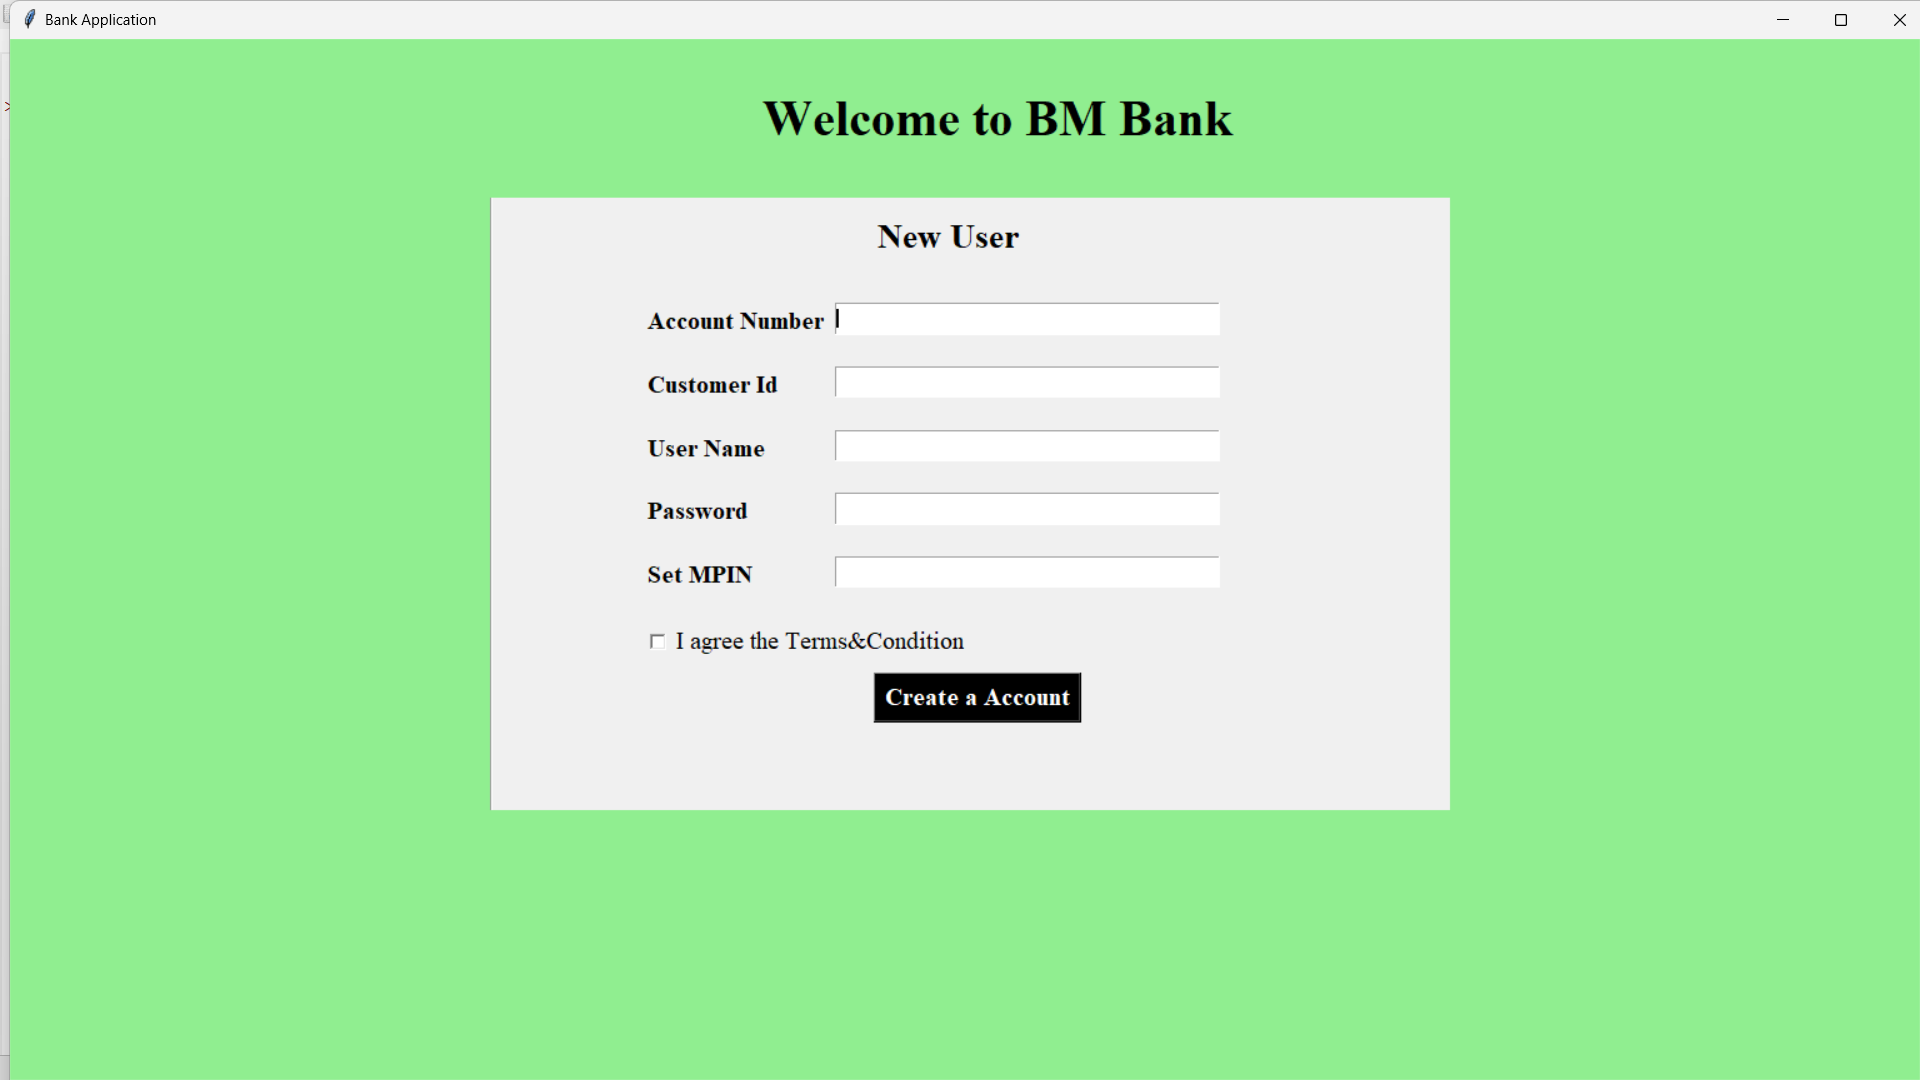 Bank Application
Welcome to BM Bank
New User
Account Number
Customer Id
User Name
Password
Set MPIN
I agree the Terms&Condition
Create a Account